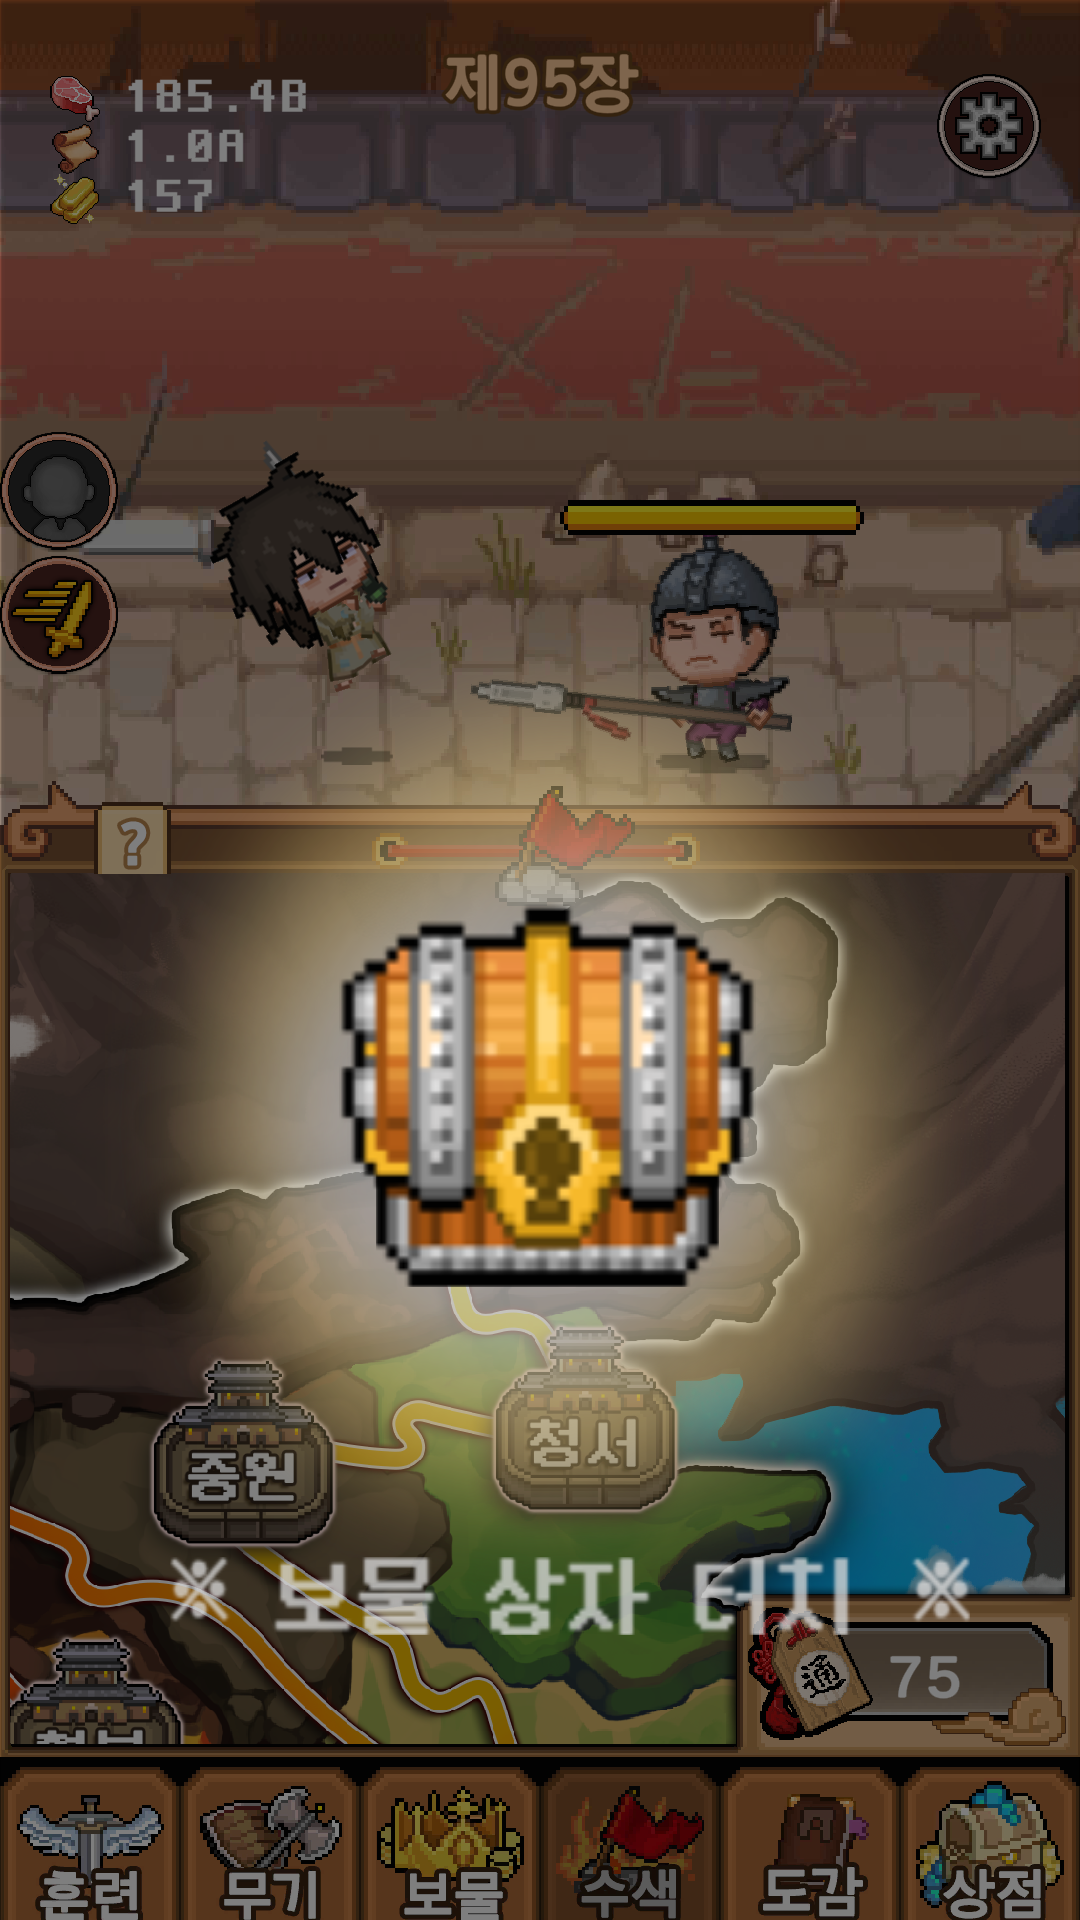 제95장
185.4B
1.0A
157
?
청서
중원
※ 보물 상자 터치 ※
75
훈련
무기
보물
수색
도감
상점